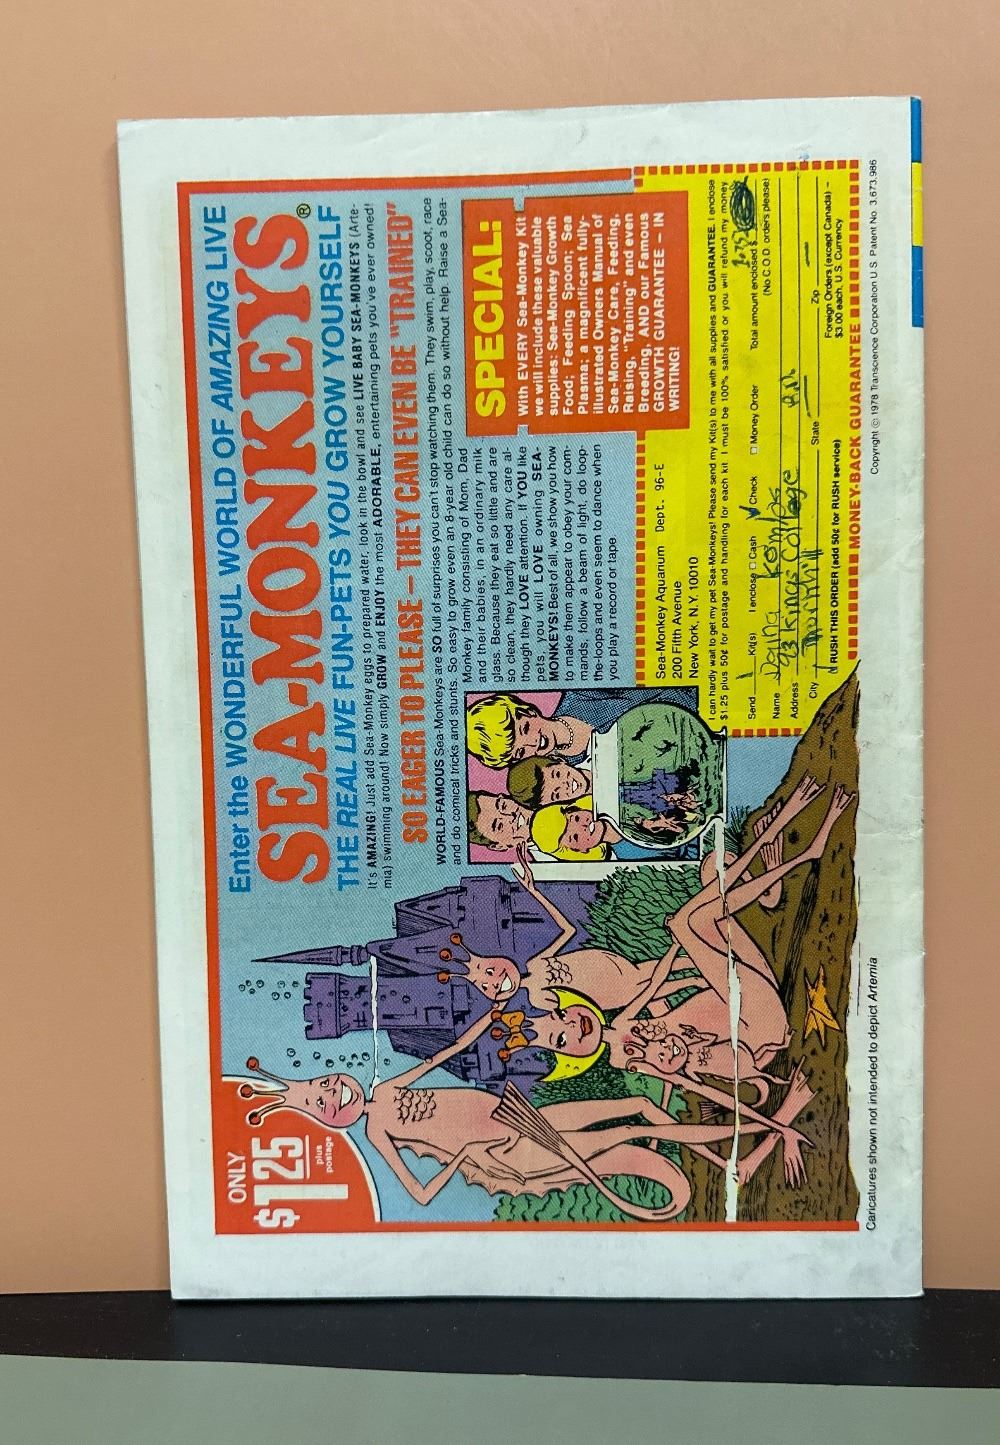 ONLY
$1.25
plus
postage
Enter the WONDERFUL WORLD OF AMAZING LIVE
SEA-MONKEYS®
THE REAL LIVE FUN-PETS YOU GROW YOURSELF
It's AMAZING! Just add Sea-Monkey eggs to prepared water, look in the bowl and see LIVE BABY SEA-MONKEYS (Arte-
mia) swimming around! Now simply GROW and ENJOY the most ADORABLE, entertaining pets you've ever owned!
SO EAGER TO PLEASE – THEY CAN EVEN BE "TRAINED"
WORLD-FAMOUS Sea-Monkeys are SO full of surprises you can't stop watching them. They swim, play, scoot, race
and do comical tricks and stunts. So easy to grow even an 8-year old child can do so without help. Raise a Sea-
Monkey family consisting of Mom, Dad
and their babies, in an ordinary milk
glass. Because they eat so little and are
so clean, they hardly need any care al-
though they LOVE attention. If YOU like
pets, you will LOVE owning SEA-
MONKEYS! Best of all, we show you how
to make them appear to obey your com-
mands, follow a beam of light, do loop-
the-loops and even seem to dance when
you play a record or tape.
SPECIAL:
With EVERY Sea-Monkey Kit
we will include these valuable
supplies: Sea-Monkey Growth
Food; Feeding Spoon; Sea
Plasma; a magnificent fully-
illustrated Owners Manual of
Sea-Monkey Care, Feeding,
Raising, "Training" and even
Breeding, AND our Famous
GROWTH GUARANTEE – IN
WRITING!
Sea-Monkey Aquarium Dept. 96-E
200 Fifth Avenue
New York, N.Y. 10010
I can hardly wait to get my pet Sea-Monkeys! Please send my Kit(s) to me with all supplies and GUARANTEE. I enclose
$1.25 plus 50¢ for postage and handling for each kit. I must be 100% satisfied or you will refund my money
Send 1 Kit(s) I enclose □ Cash ✓ Check □ Money Order Total amount enclosed $ 1.75
(No C.O.D. orders please)
Name
Address 93 Kings College
City State Zip
(√) RUSH THIS ORDER (add 50¢ for RUSH service)
Foreign Orders (except Canada) –
$3.00 each, U.S. Currency
MONEY-BACK GUARANTEE
Caricatures shown not intended to depict Artemia
Copyright © 1978 Transcience Corporation U.S. Patent No. 3,673,986